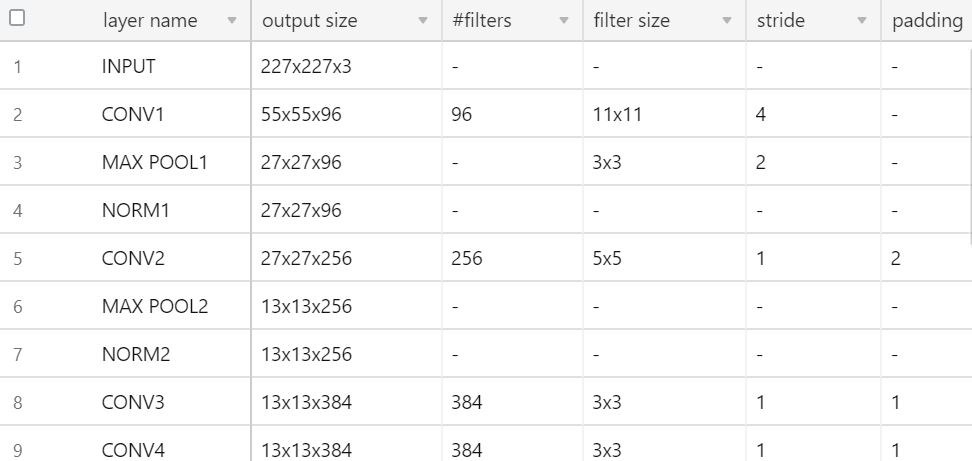 layer name output size #filters filter size stride padding
1 INPUT 227x227x3 - - - -
2 CONV1 55x55x96 96 11x11 4 -
3 MAX POOL1 27x27x96 - 3x3 2 -
4 NORM1 27x27x96 - - - -
5 CONV2 27x27x256 256 5x5 1 2
6 MAX POOL2 13x13x256 - - - -
7 NORM2 13x13x256 - - - -
8 CONV3 13x13x384 384 3x3 1 1
9 CONV4 13x13x384 384 3x3 1 1